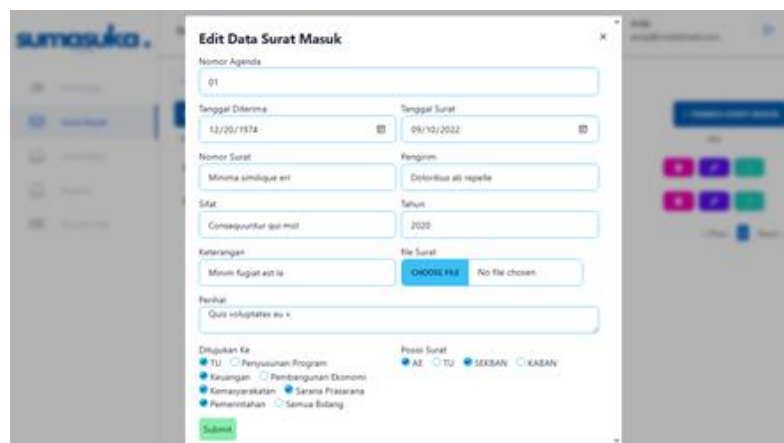 sumasuka.
Edit Data Surat Masuk
×
Nomor Agenda
01
Tanggal Diterima Tanggal Surat
12/20/1974 09/10/2022
Nomor Surat Pengirim
Minima similique err Doloribus ab repelle
Sifat Tahun
Consequuntur qui mol 2020
Keterangan file Surat
Minim fugiat est la CHOOSE FILE No file chosen
Perihal
Quis voluptates eu v
Ditujukan Ke Posisi Surat
TU Penyusunan Program AE TU SEKBAN KABAN
Keuangan Pembangunan Ekonomi
Kemasyarakatan Sarana Prasarana
Pemerintahan Semua Bidang
Submit